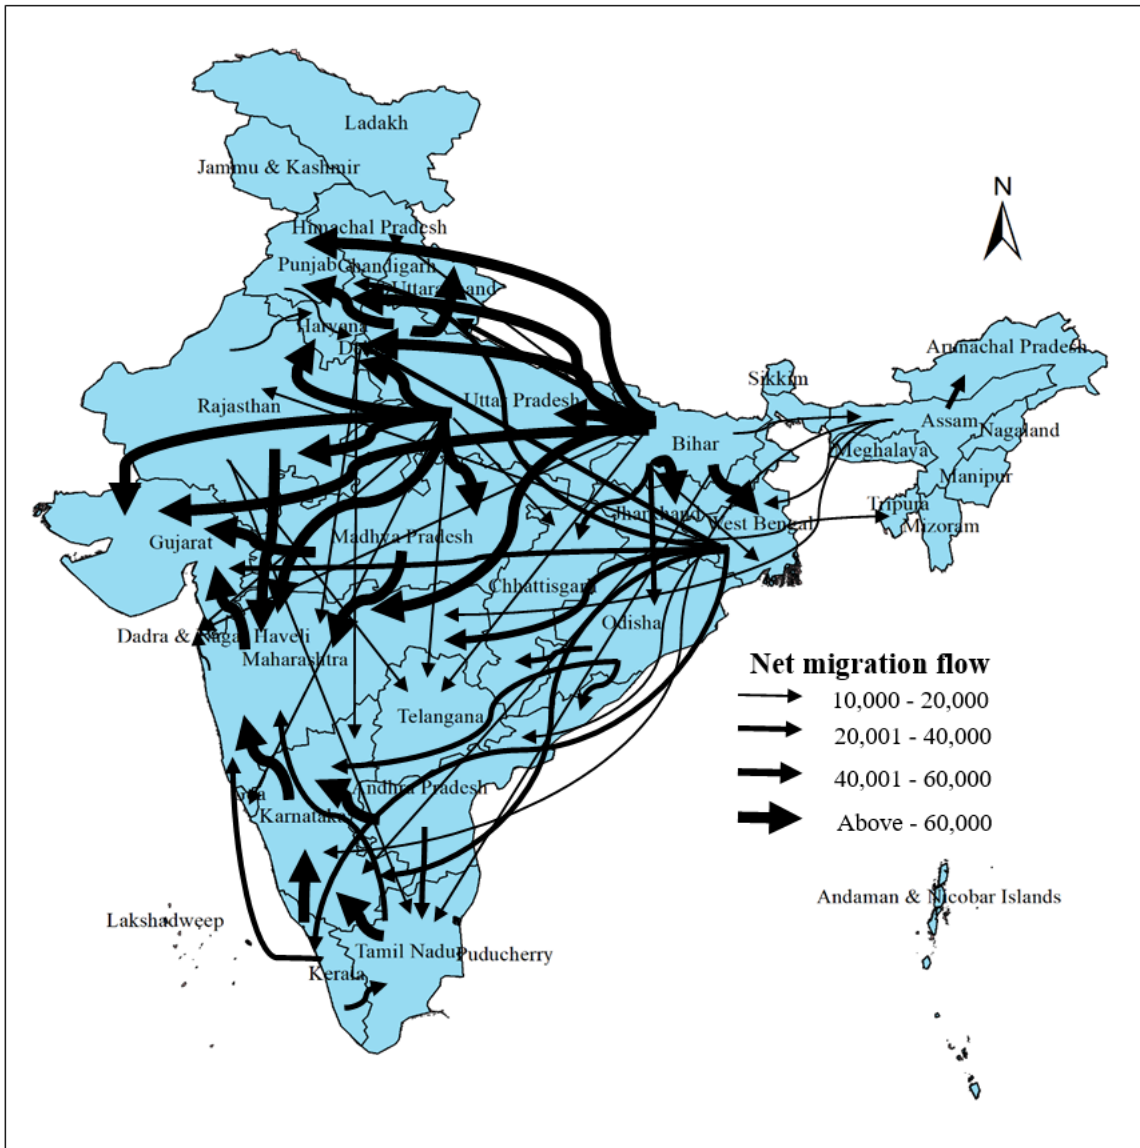 Ladakh
Jammu & Kashmir
N
Himachal Pradesh
Punjab
Chandigarh
Haryana
Arunachal Pradesh
Sikkim
Uttar Pradesh
Rajasthan
Assam
Nagaland
Bihar
Meghalaya
Manipur
Tripura
Mizoram
Jharkhand
West Bengal
Gujarat
Madhya Pradesh
Chhattisgarh
Odisha
Dadra & Nagar Haveli
Maharashtra
Net migration flow
10,000 - 20,000
20,001 - 40,000
40,001 - 60,000
Above - 60,000
Telangana
Andhra Pradesh
Karnataka
Andaman & Nicobar Islands
Lakshadweep
Tamil Nadu
Puducherry
Kerala